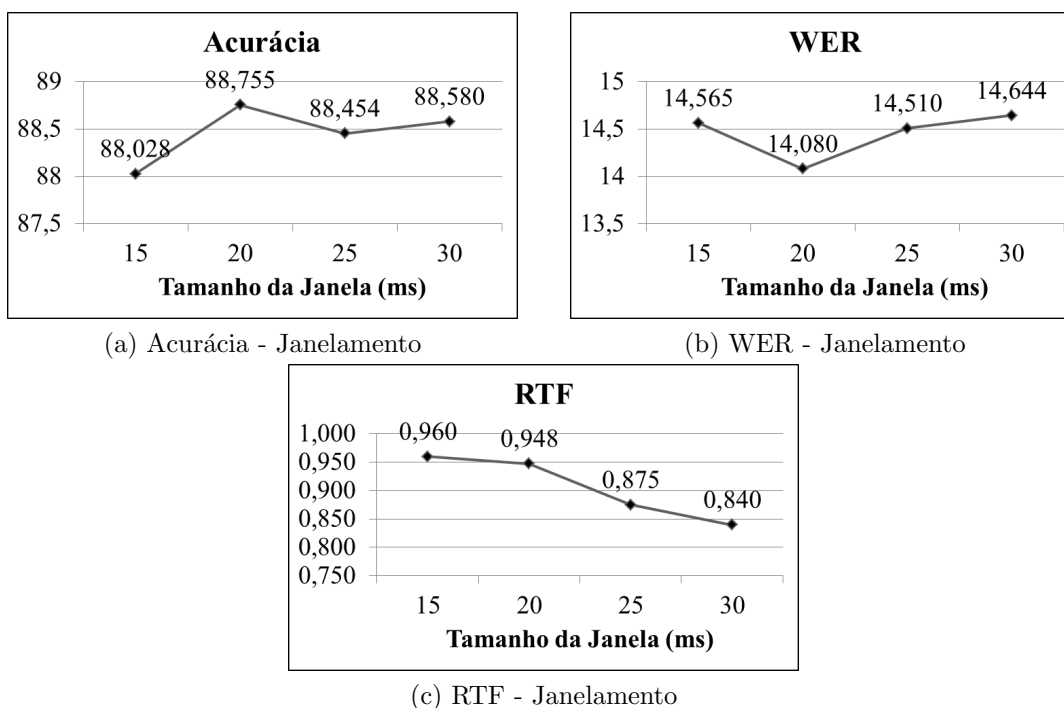 Acurácia
89
88,5
88
87,5
88,028
88,755
88,454
88,580
15 20 25 30
Tamanho da Janela (ms)
(a) Acurácia - Janelamento
WER
15
14,5
14
13,5
14,565
14,080
14,510
14,644
15 20 25 30
Tamanho da Janela (ms)
(b) WER - Janelamento
RTF
1,000
0,950
0,900
0,850
0,800
0,750
0,960
0,948
0,875
0,840
15 20 25 30
Tamanho da Janela (ms)
(c) RTF - Janelamento